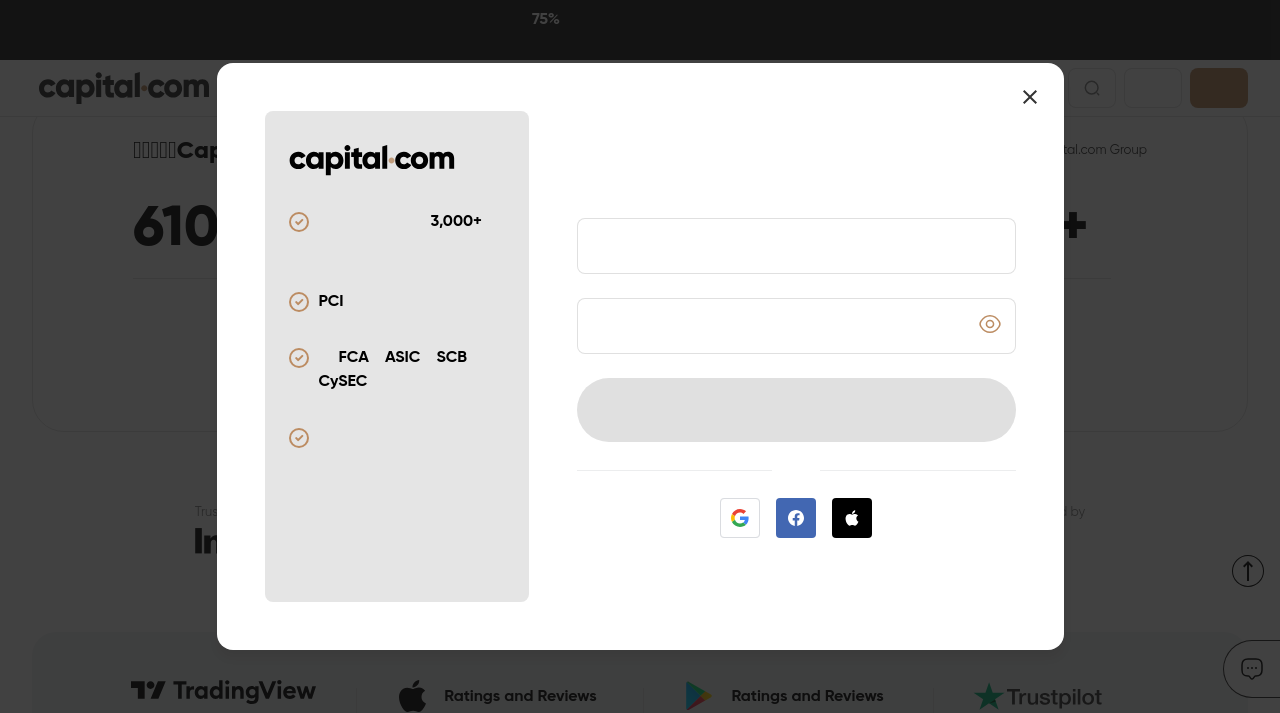 75%
capital.com
Cap
tal.com Group
610
+
capital.com
3,000+
PCI
FCA ASIC SCB
CySEC
Trus
d by
In
TradingView
Ratings and Reviews
Ratings and Reviews
Trustpilot